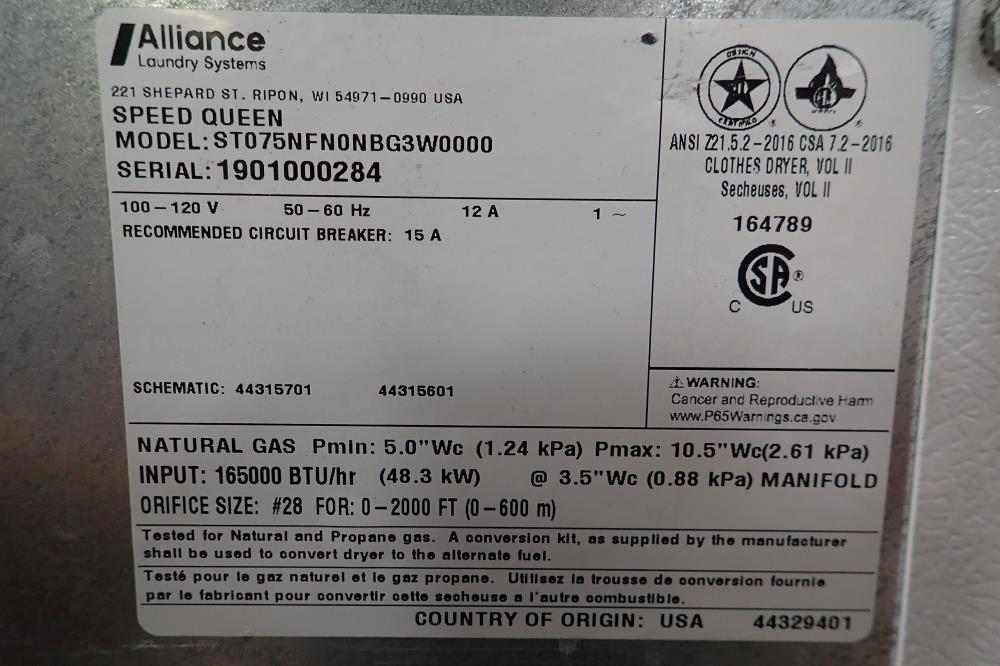 Alliance
Laundry Systems
221 SHEPARD ST. RIPON, WI 54971-0990 USA
SPEED QUEEN
MODEL: ST075NFN0NBG3W0000
SERIAL: 1901000284
100-120 V 50-60 Hz 12 A 1 ~
RECOMMENDED CIRCUIT BREAKER: 15 A
SCHEMATIC: 44315701 44315601
DESIGN
CERTIFIED
®
®
ANSI Z21.5.2-2016 CSA 7.2-2016
CLOTHES DRYER, VOL II
Secheuses, VOL II
164789
CSA ®
C US
⚠ WARNING:
Cancer and Reproductive Harm
www.P65Warnings.ca.gov
NATURAL GAS Pmin: 5.0"Wc (1.24 kPa) Pmax: 10.5"Wc(2.61 kPa)
INPUT: 165000 BTU/hr (48.3 kW) @ 3.5"Wc (0.88 kPa) MANIFOLD
ORIFICE SIZE: #28 FOR: 0-2000 FT (0-600 m)
Tested for Natural and Propane gas. A conversion kit, as supplied by the manufacturer
shall be used to convert dryer to the alternate fuel.
Testé pour le gaz naturel et le gaz propane. Utilisez la trousse de conversion fournie
par le fabricant pour convertir cette secheuse a l'autre combustible.
COUNTRY OF ORIGIN: USA 44329401